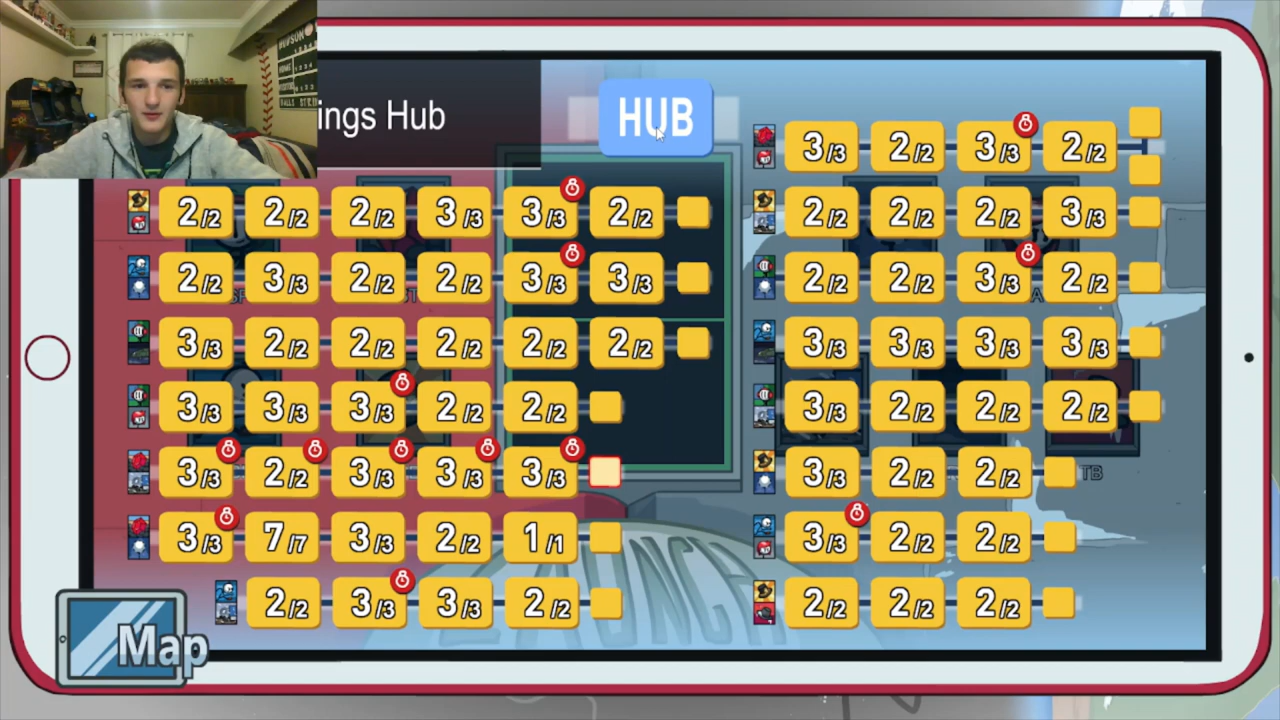 HUDSON
ings Hub
HUB
3/3 2/2 3/3 2/2
2/2 2/2 2/2 3/3 3/3 2/2
2/2 2/2 2/2 3/3
2/2 3/3 2/2 2/2 3/3 3/3
2/2 2/2 3/3 2/2
3/3 2/2 2/2 2/2 2/2 2/2
3/3 3/3 3/3 3/3
3/3 3/3 3/3 2/2 2/2
3/3 2/2 2/2 2/2
3/3 2/2 3/3 3/3 3/3
3/3 2/2 2/2
TB
3/3 7/7 3/3 2/2 1/1
3/3 2/2 2/2
2/2 3/3 3/3 2/2
2/2 2/2 2/2
LAUNCH
Map